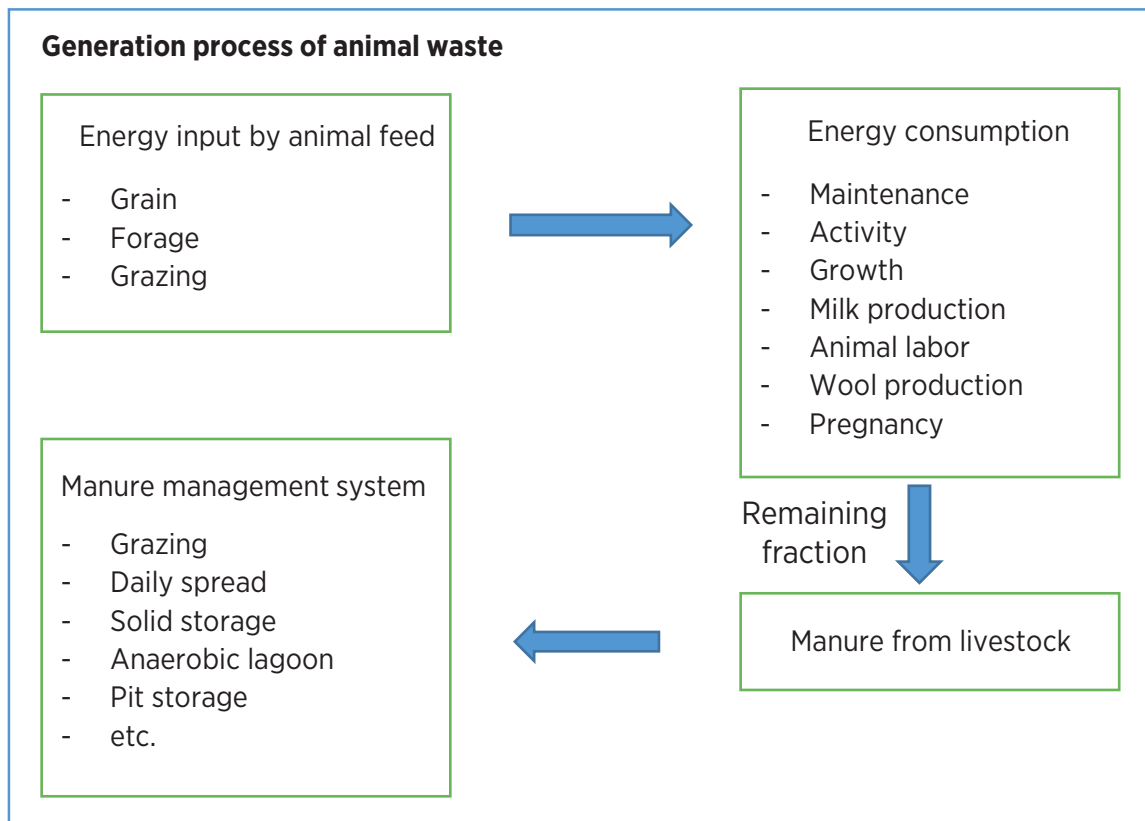 Generation process of animal waste
Energy input by animal feed
- Grain
- Forage
- Grazing
Energy consumption
- Maintenance
- Activity
- Growth
- Milk production
- Animal labor
- Wool production
- Pregnancy
Remaining
fraction
Manure from livestock
Manure management system
- Grazing
- Daily spread
- Solid storage
- Anaerobic lagoon
- Pit storage
- etc.